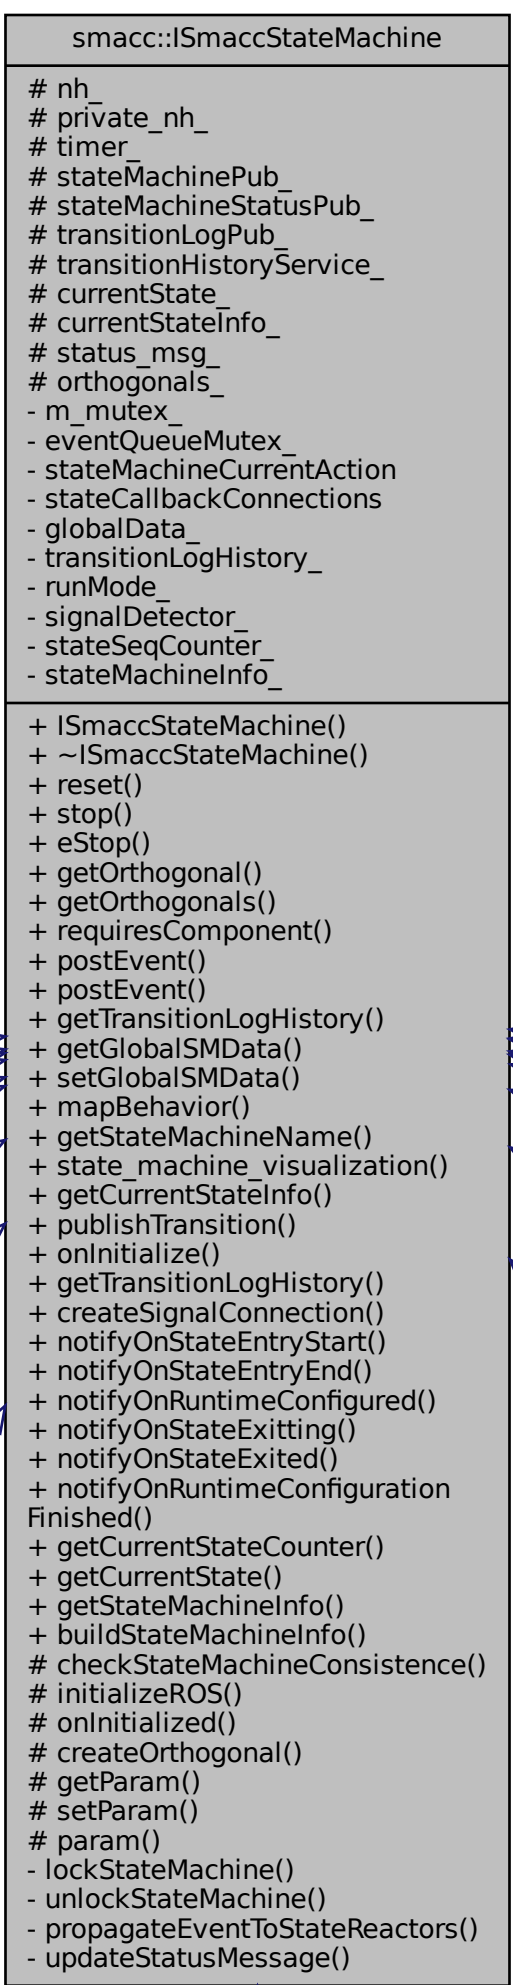 smacc::ISmaccStateMachine
# nh_
# private_nh_
# timer_
# stateMachinePub_
# stateMachineStatusPub_
# transitionLogPub_
# transitionHistoryService_
# currentState_
# currentStateInfo_
# status_msg_
# orthogonals_
- m_mutex_
- eventQueueMutex_
- stateMachineCurrentAction
- stateCallbackConnections
- globalData_
- transitionLogHistory_
- runMode_
- signalDetector_
- stateSeqCounter_
- stateMachineInfo_
+ ISmaccStateMachine()
+ ~ISmaccStateMachine()
+ reset()
+ stop()
+ eStop()
+ getOrthogonal()
+ getOrthogonals()
+ requiresComponent()
+ postEvent()
+ postEvent()
+ getTransitionLogHistory()
+ getGlobalSMData()
+ setGlobalSMData()
+ mapBehavior()
+ getStateMachineName()
+ state_machine_visualization()
+ getCurrentStateInfo()
+ publishTransition()
+ onInitialize()
+ getTransitionLogHistory()
+ createSignalConnection()
+ notifyOnStateEntryStart()
+ notifyOnStateEntryEnd()
+ notifyOnRuntimeConfigured()
+ notifyOnStateExitting()
+ notifyOnStateExited()
+ notifyOnRuntimeConfiguration
Finished()
+ getCurrentStateCounter()
+ getCurrentState()
+ getStateMachineInfo()
+ buildStateMachineInfo()
# checkStateMachineConsistence()
# initializeROS()
# onInitialized()
# createOrthogonal()
# getParam()
# setParam()
# param()
- lockStateMachine()
- unlockStateMachine()
- propagateEventToStateReactors()
- updateStatusMessage()